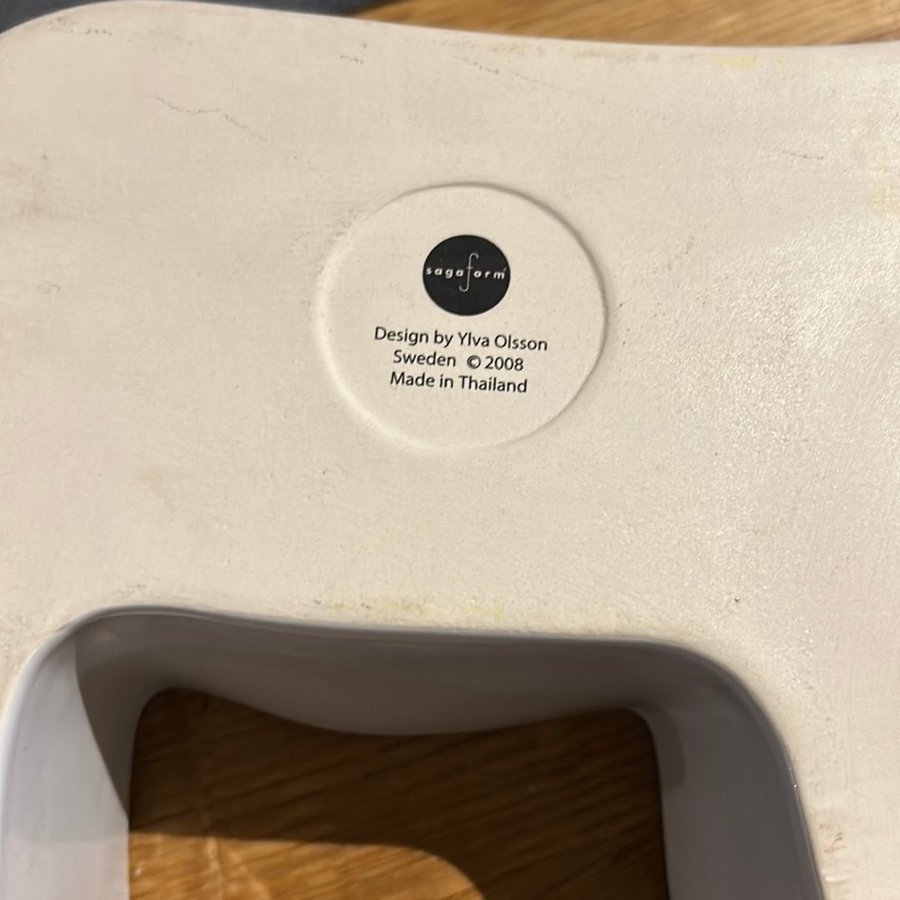 sagaform
Design by Ylva Olsson
Sweden © 2008
Made in Thailand